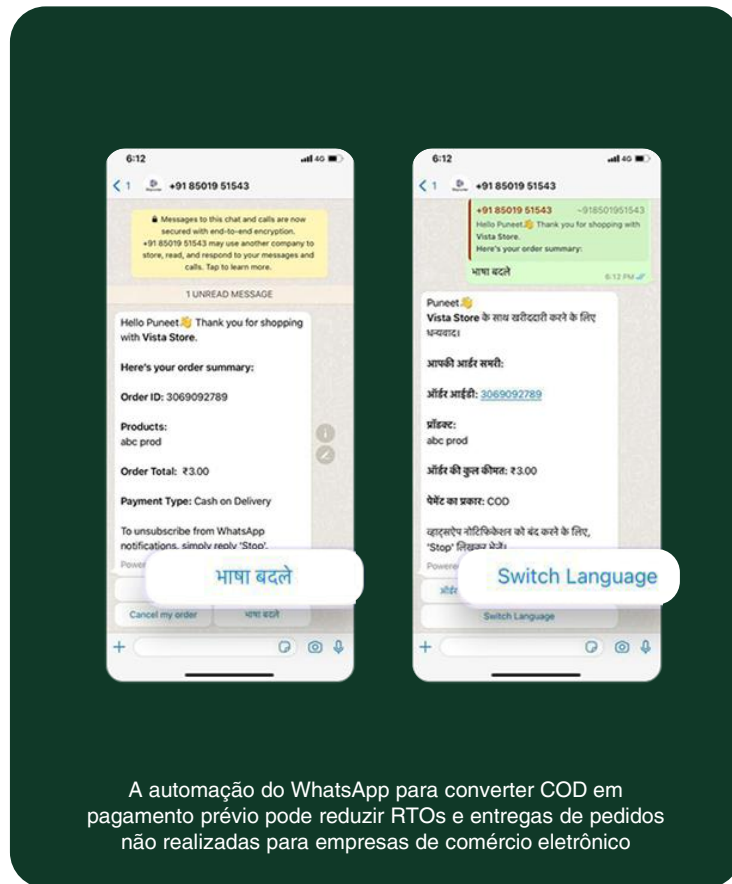 6:12
4G
1
+91 85019 51543
Messages to this chat and calls are now
secured with end-to-end encryption.
+91 85019 51543 may use another company to
store, read, and respond to your messages and
calls. Tap to learn more.
1 UNREAD MESSAGE
Hello Puneet👋 Thank you for shopping
with Vista Store.
Here's your order summary:
Order ID: 3069092789
Products:
abc prod
Order Total: ₹3.00
Payment Type: Cash on Delivery
To unsubscribe from WhatsApp
notifications, simply reply 'Stop'.
भाषा बदले
Cancel my order
भाषा बदले
6:12
4G
1
+91 85019 51543
+91 85019 51543 ~918501951543
Hello Puneet👋 Thank you for shopping with
Vista Store.
Here's your order summary:
भाषा बदले
6:12 PM
Puneet👋
Vista Store के साथ खरीददारी करने के लिए
धन्यवाद।
आपकी आर्डर समरी:
ऑर्डर आईडी: 3069092789
प्रॉडक्ट:
abc prod
ऑर्डर की कुल कीमत: ₹3.00
पेमेंट का प्रकार: COD
व्हाट्सऐप नोटिफिकेशन को बंद करने के लिए,
'Stop' लिखकर भेजें।
Switch Language
Switch Language
A automação do WhatsApp para converter COD em
pagamento prévio pode reduzir RTOs e entregas de pedidos
não realizadas para empresas de comércio eletrônico